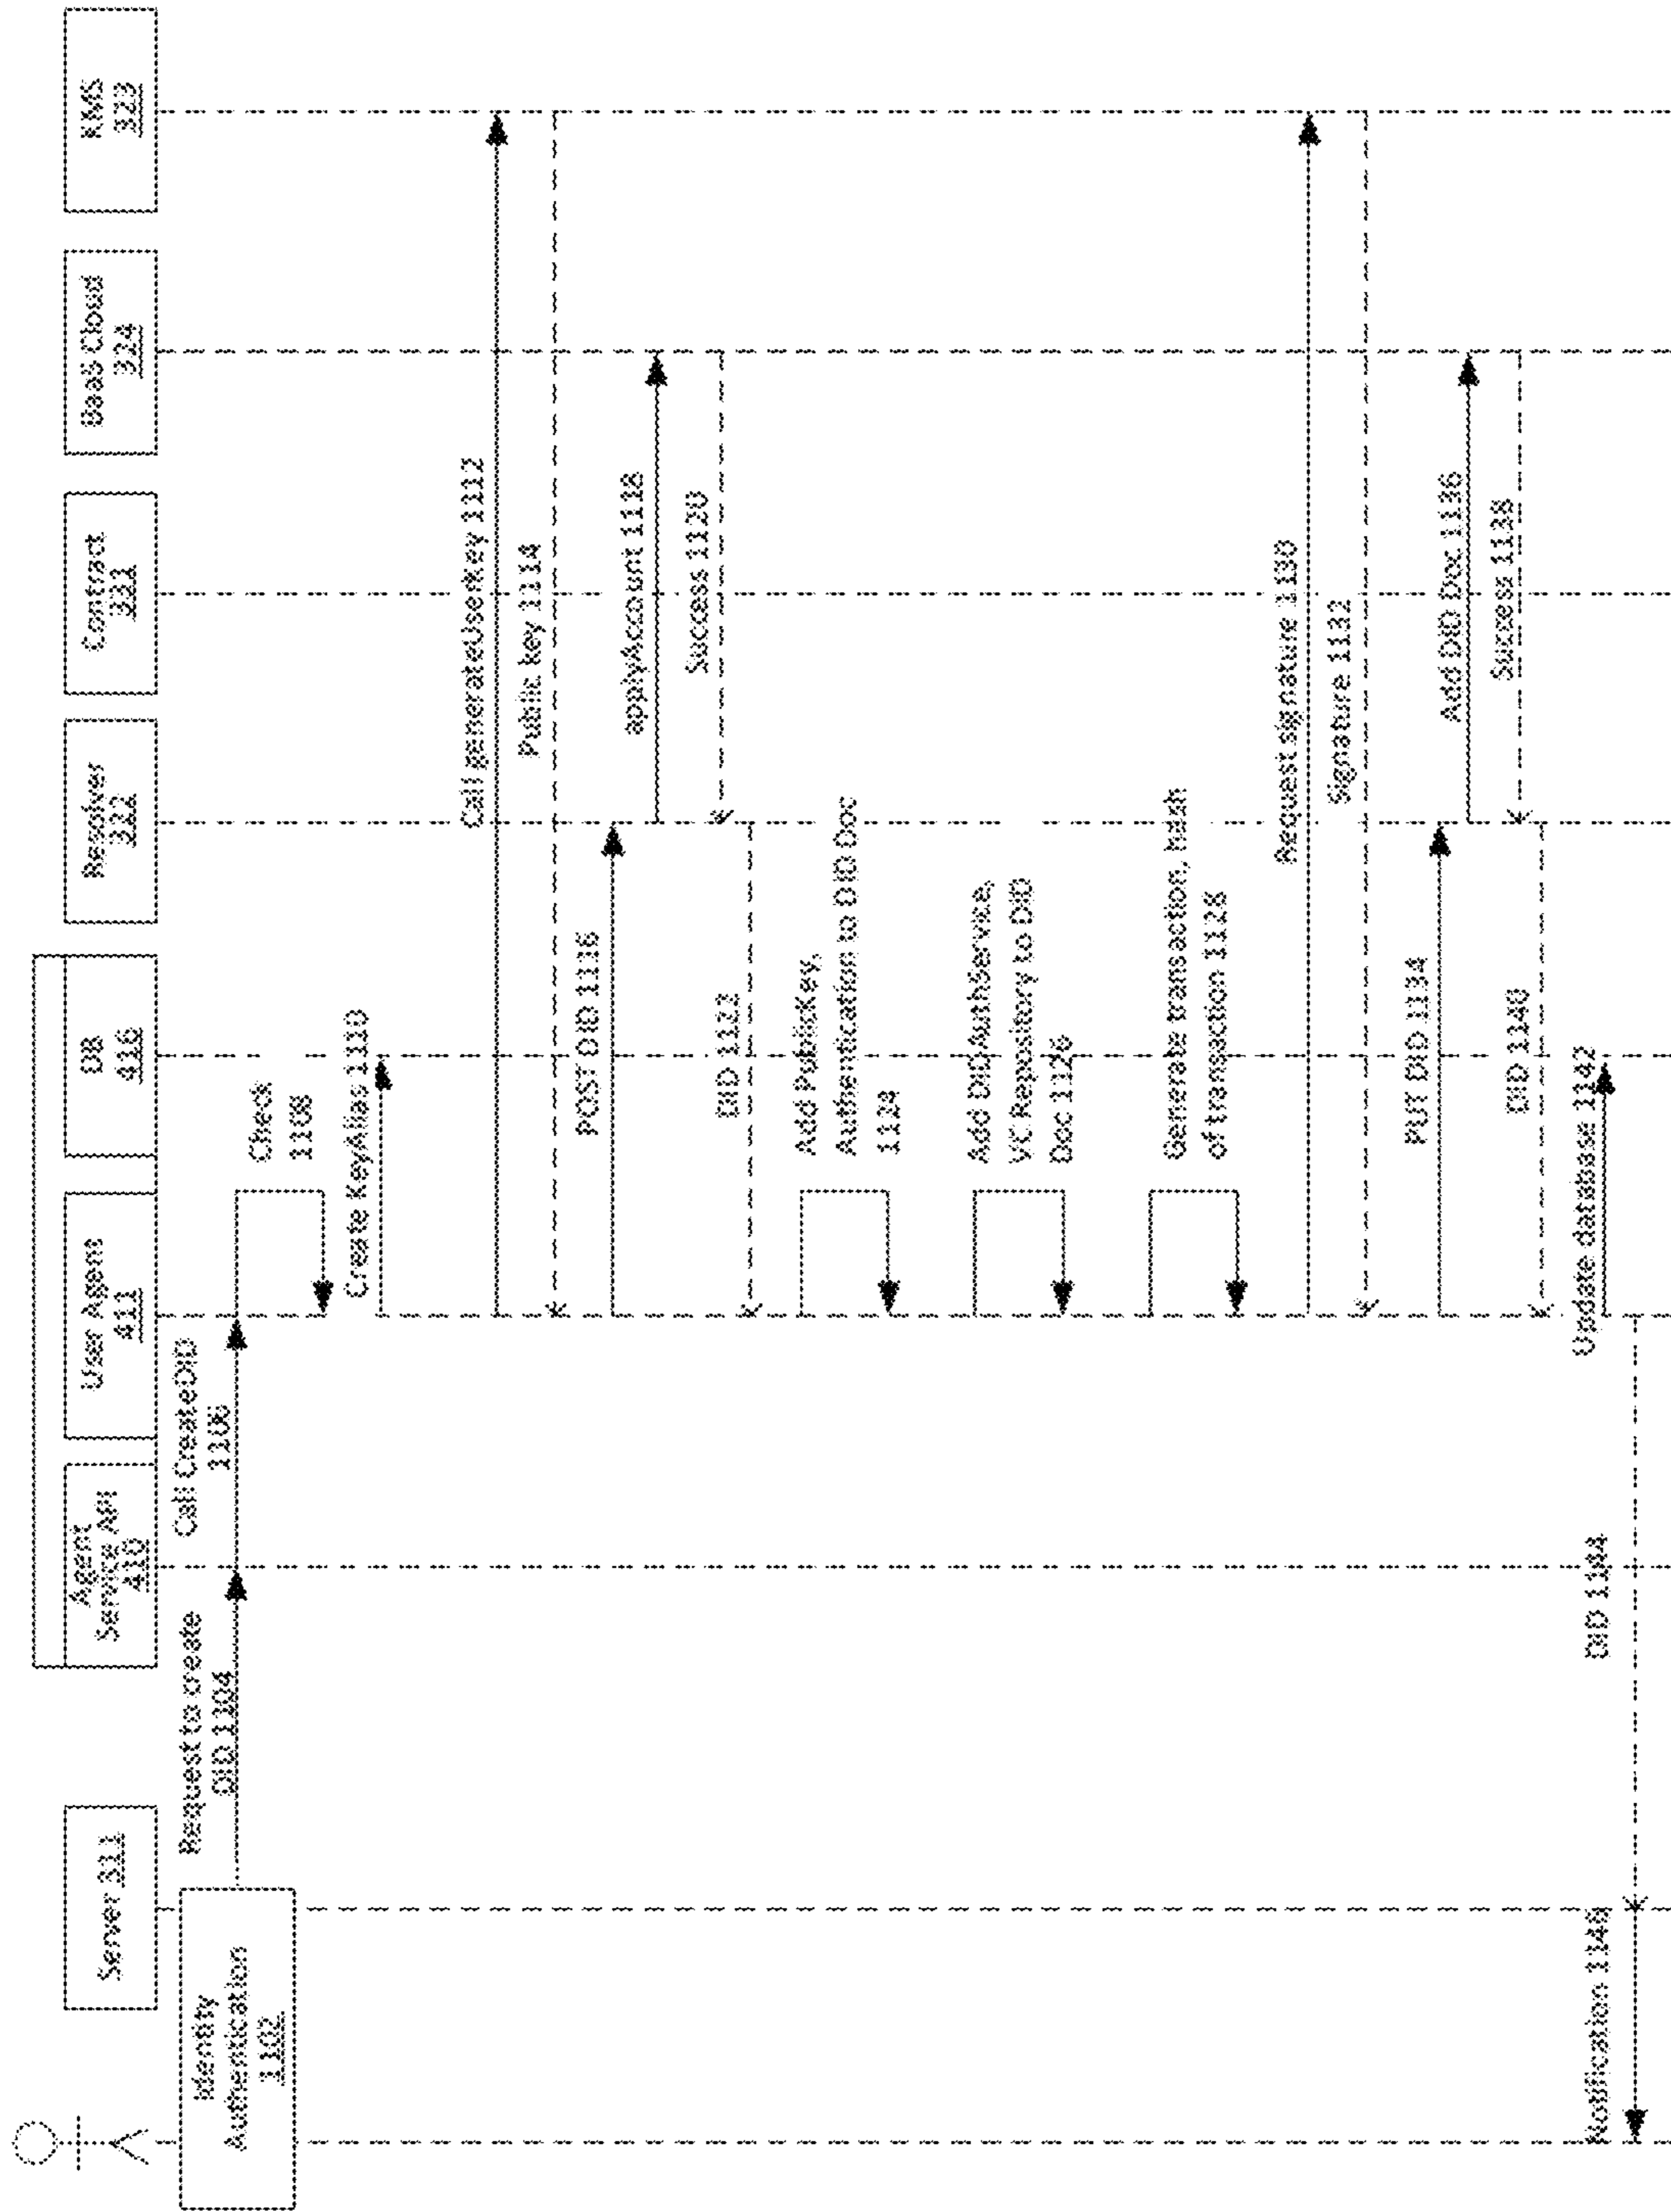 Server 311
Agent
Service API
410
User Agent
411
DB
416
Resolver
322
Contract
331
BaaS Cloud
324
KMS
323
Identity
Authentication
1102
Request to create
DID 1104
Call CreateDID
1106
Check
1108
Create KeyAlias 1110
Call generateUserKey 1112
Public key 1114
POST DID 1116
applyAccount 1118
Success 1120
DID 1122
Add PublicKey,
Authentication to DID Doc
1124
Add DIDAuthService,
VC Repository to DID
Doc 1126
Generate transaction, hash
of transaction 1128
Request signature 1130
Signature 1132
PUT DID 1134
Add DID Doc 1136
Success 1138
DID 1140
Update database 1142
DID 1144
Notification 1146